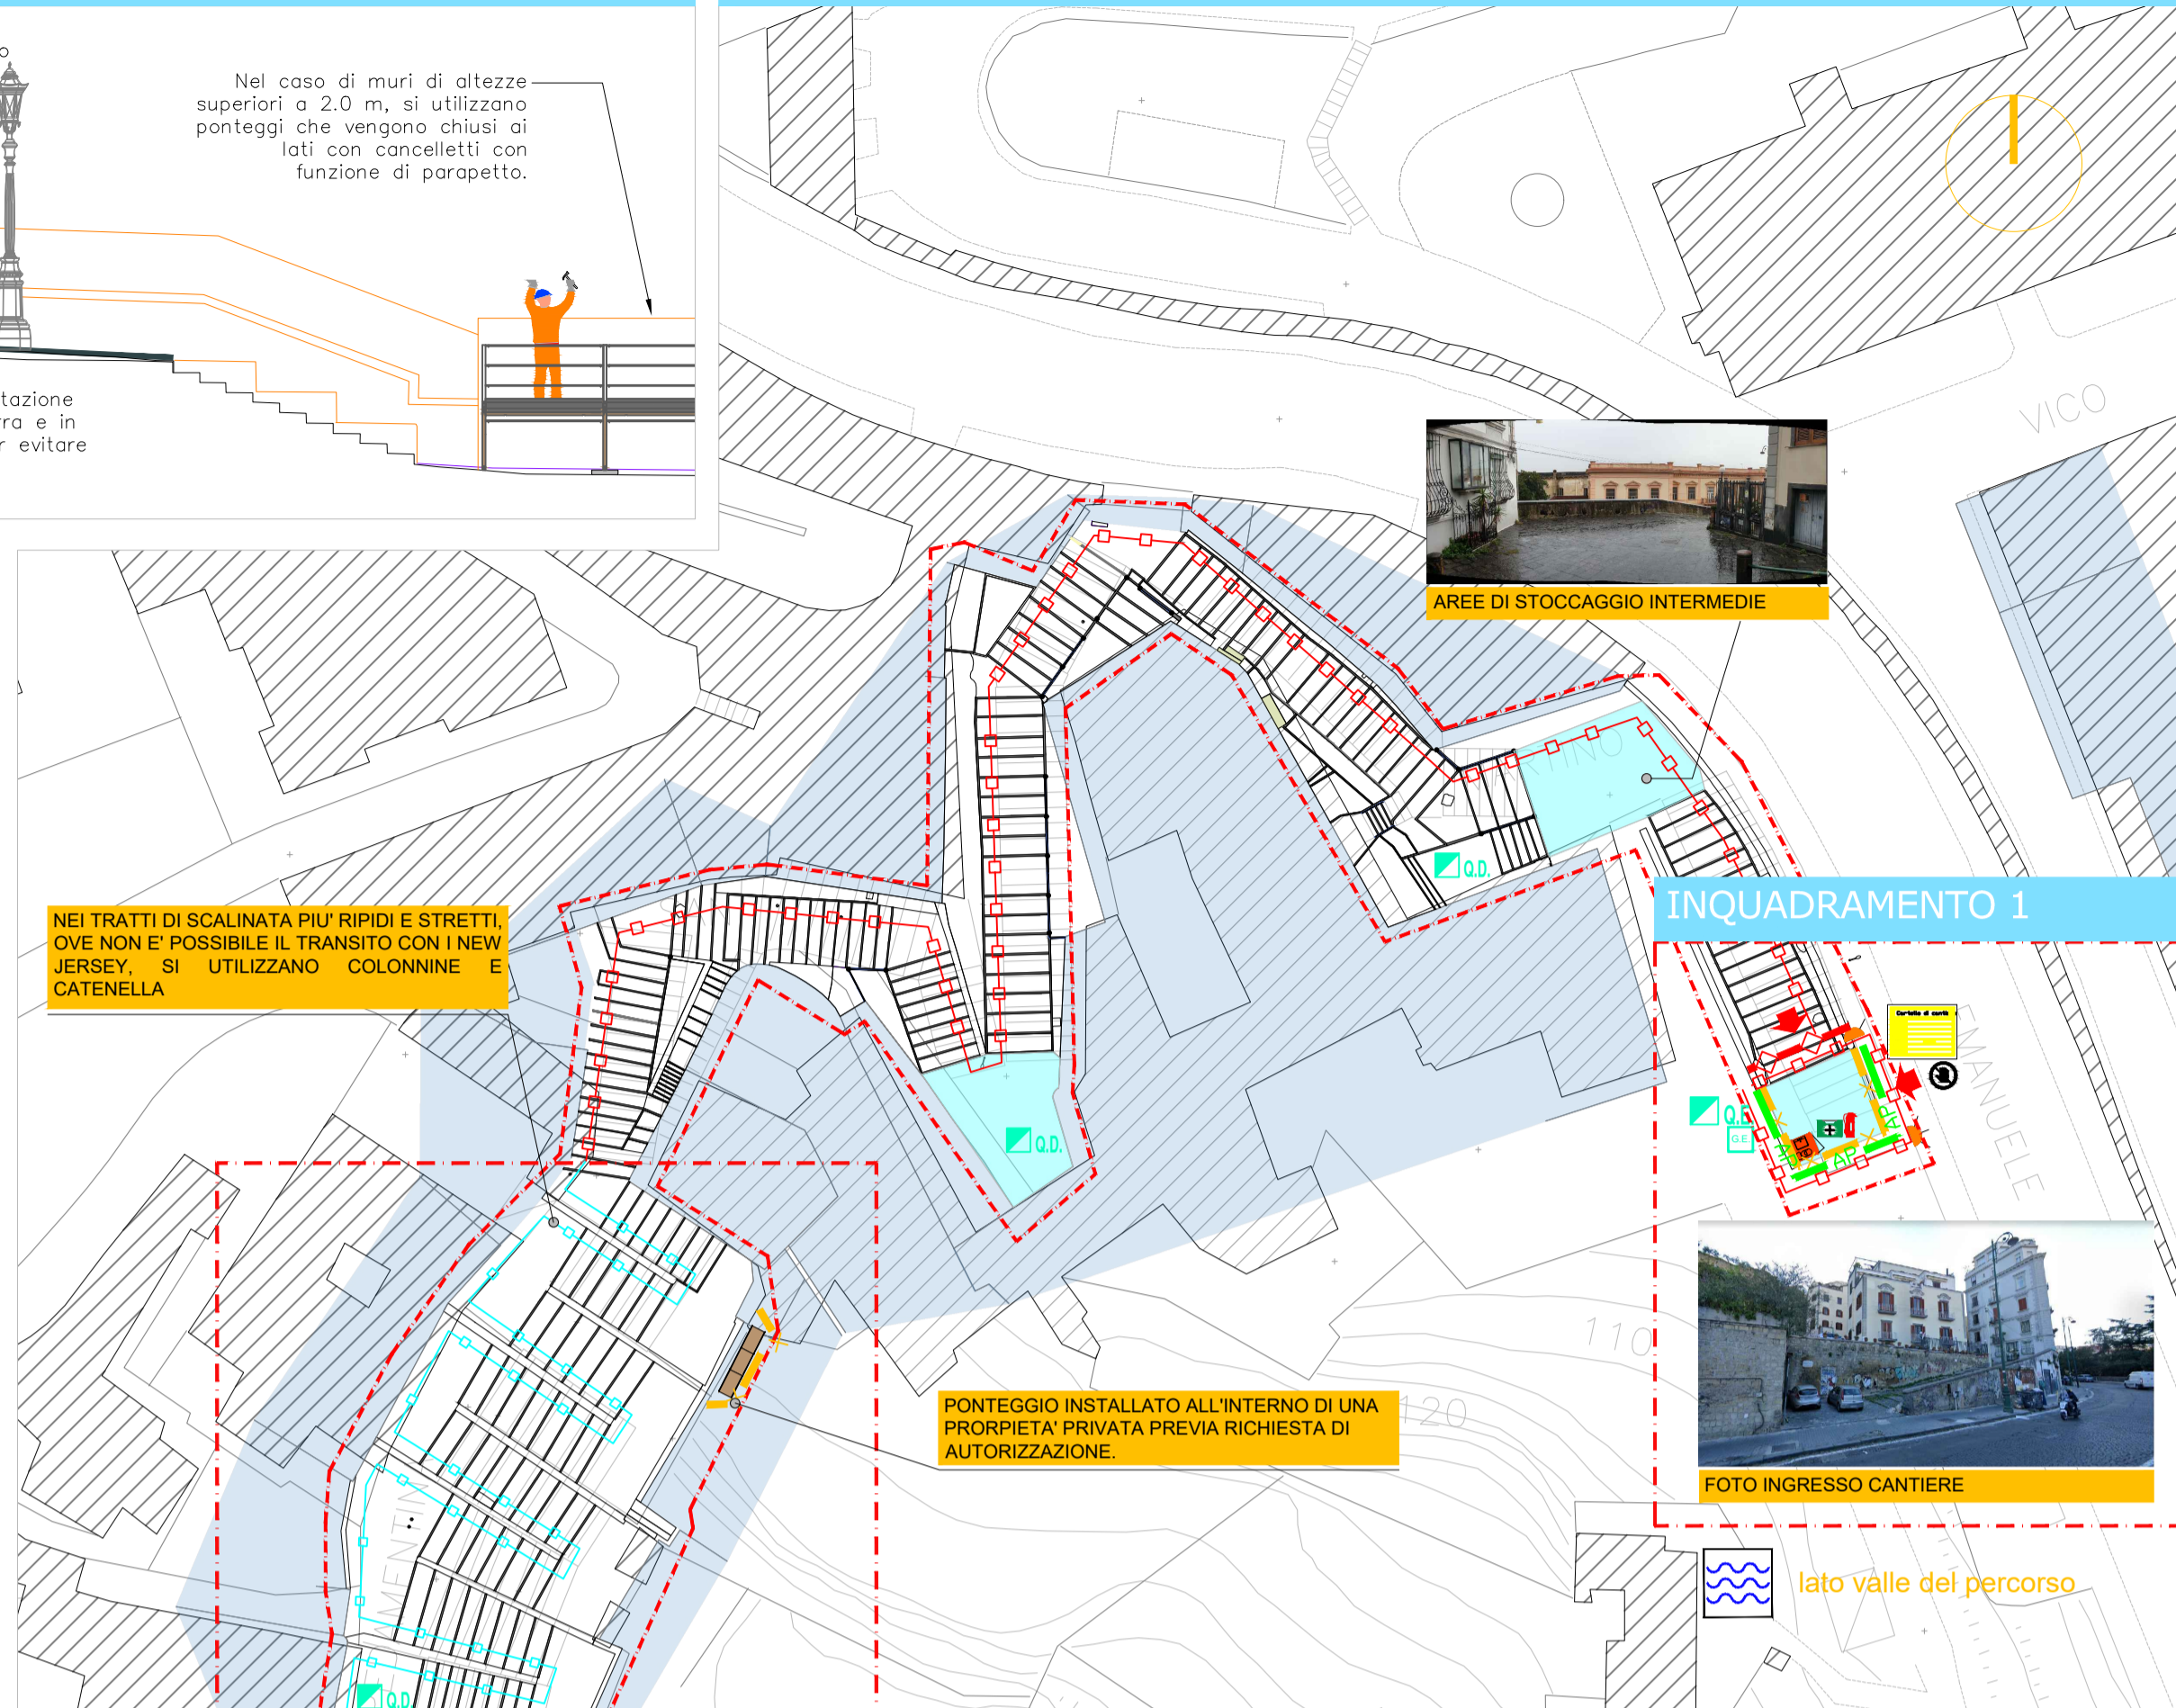 Nel caso di muri di altezze
superiori a 2.0 m, si utilizzano
ponteggi che vengono chiusi ai
lati con cancelletti con
funzione di parapetto.
tazione
ra e in
r evitare
VICO
AREE DI STOCCAGGIO INTERMEDIE
Q.D.
INQUADRAMENTO 1
NEI TRATTI DI SCALINATA PIU' RIPIDI E STRETTI,
OVE NON E' POSSIBILE IL TRANSITO CON I NEW
JERSEY, SI UTILIZZANO COLONNINE E
CATENELLA
Q.D.
G.E.
AP
AP
EMANUELE
110
120
PONTEGGIO INSTALLATO ALL'INTERNO DI UNA
PRORPIETA' PRIVATA PREVIA RICHIESTA DI
AUTORIZZAZIONE.
FOTO INGRESSO CANTIERE
lato valle del percorso
Q.D.